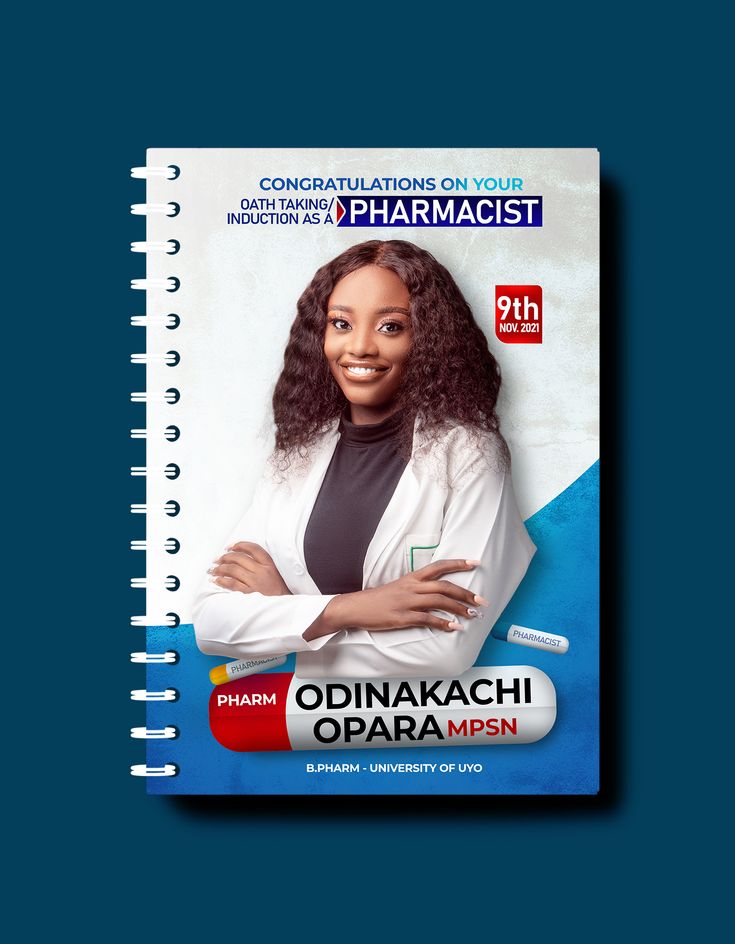 CONGRATULATIONS ON YOUR
OATH TAKING/
INDUCTION AS A PHARMACIST
9th
NOV. 2021
PHARMACIST
PHARMACIST
PHARM ODINAKACHI
OPARA MPSN
B.PHARM - UNIVERSITY OF UYO